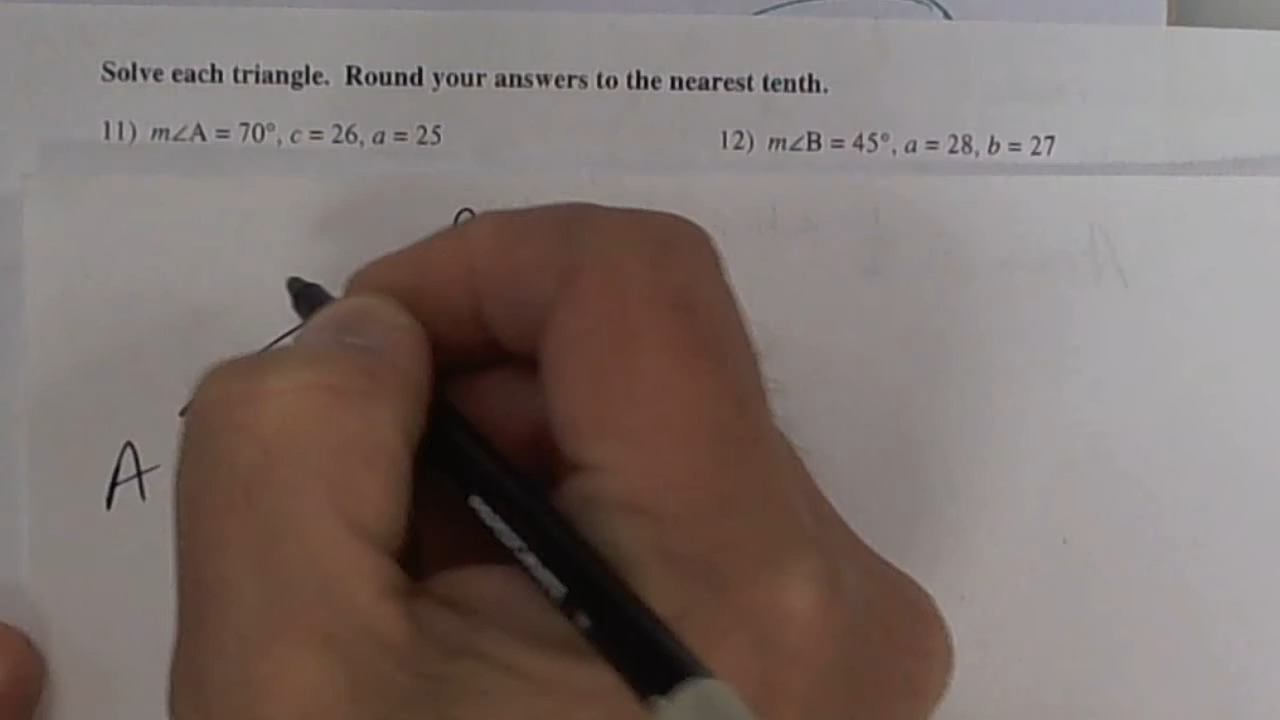 Solve each triangle. Round your answers to the nearest tenth.
11) m∠A = 70°, c = 26, a = 25
12) m∠B = 45°, a = 28, b = 27
A